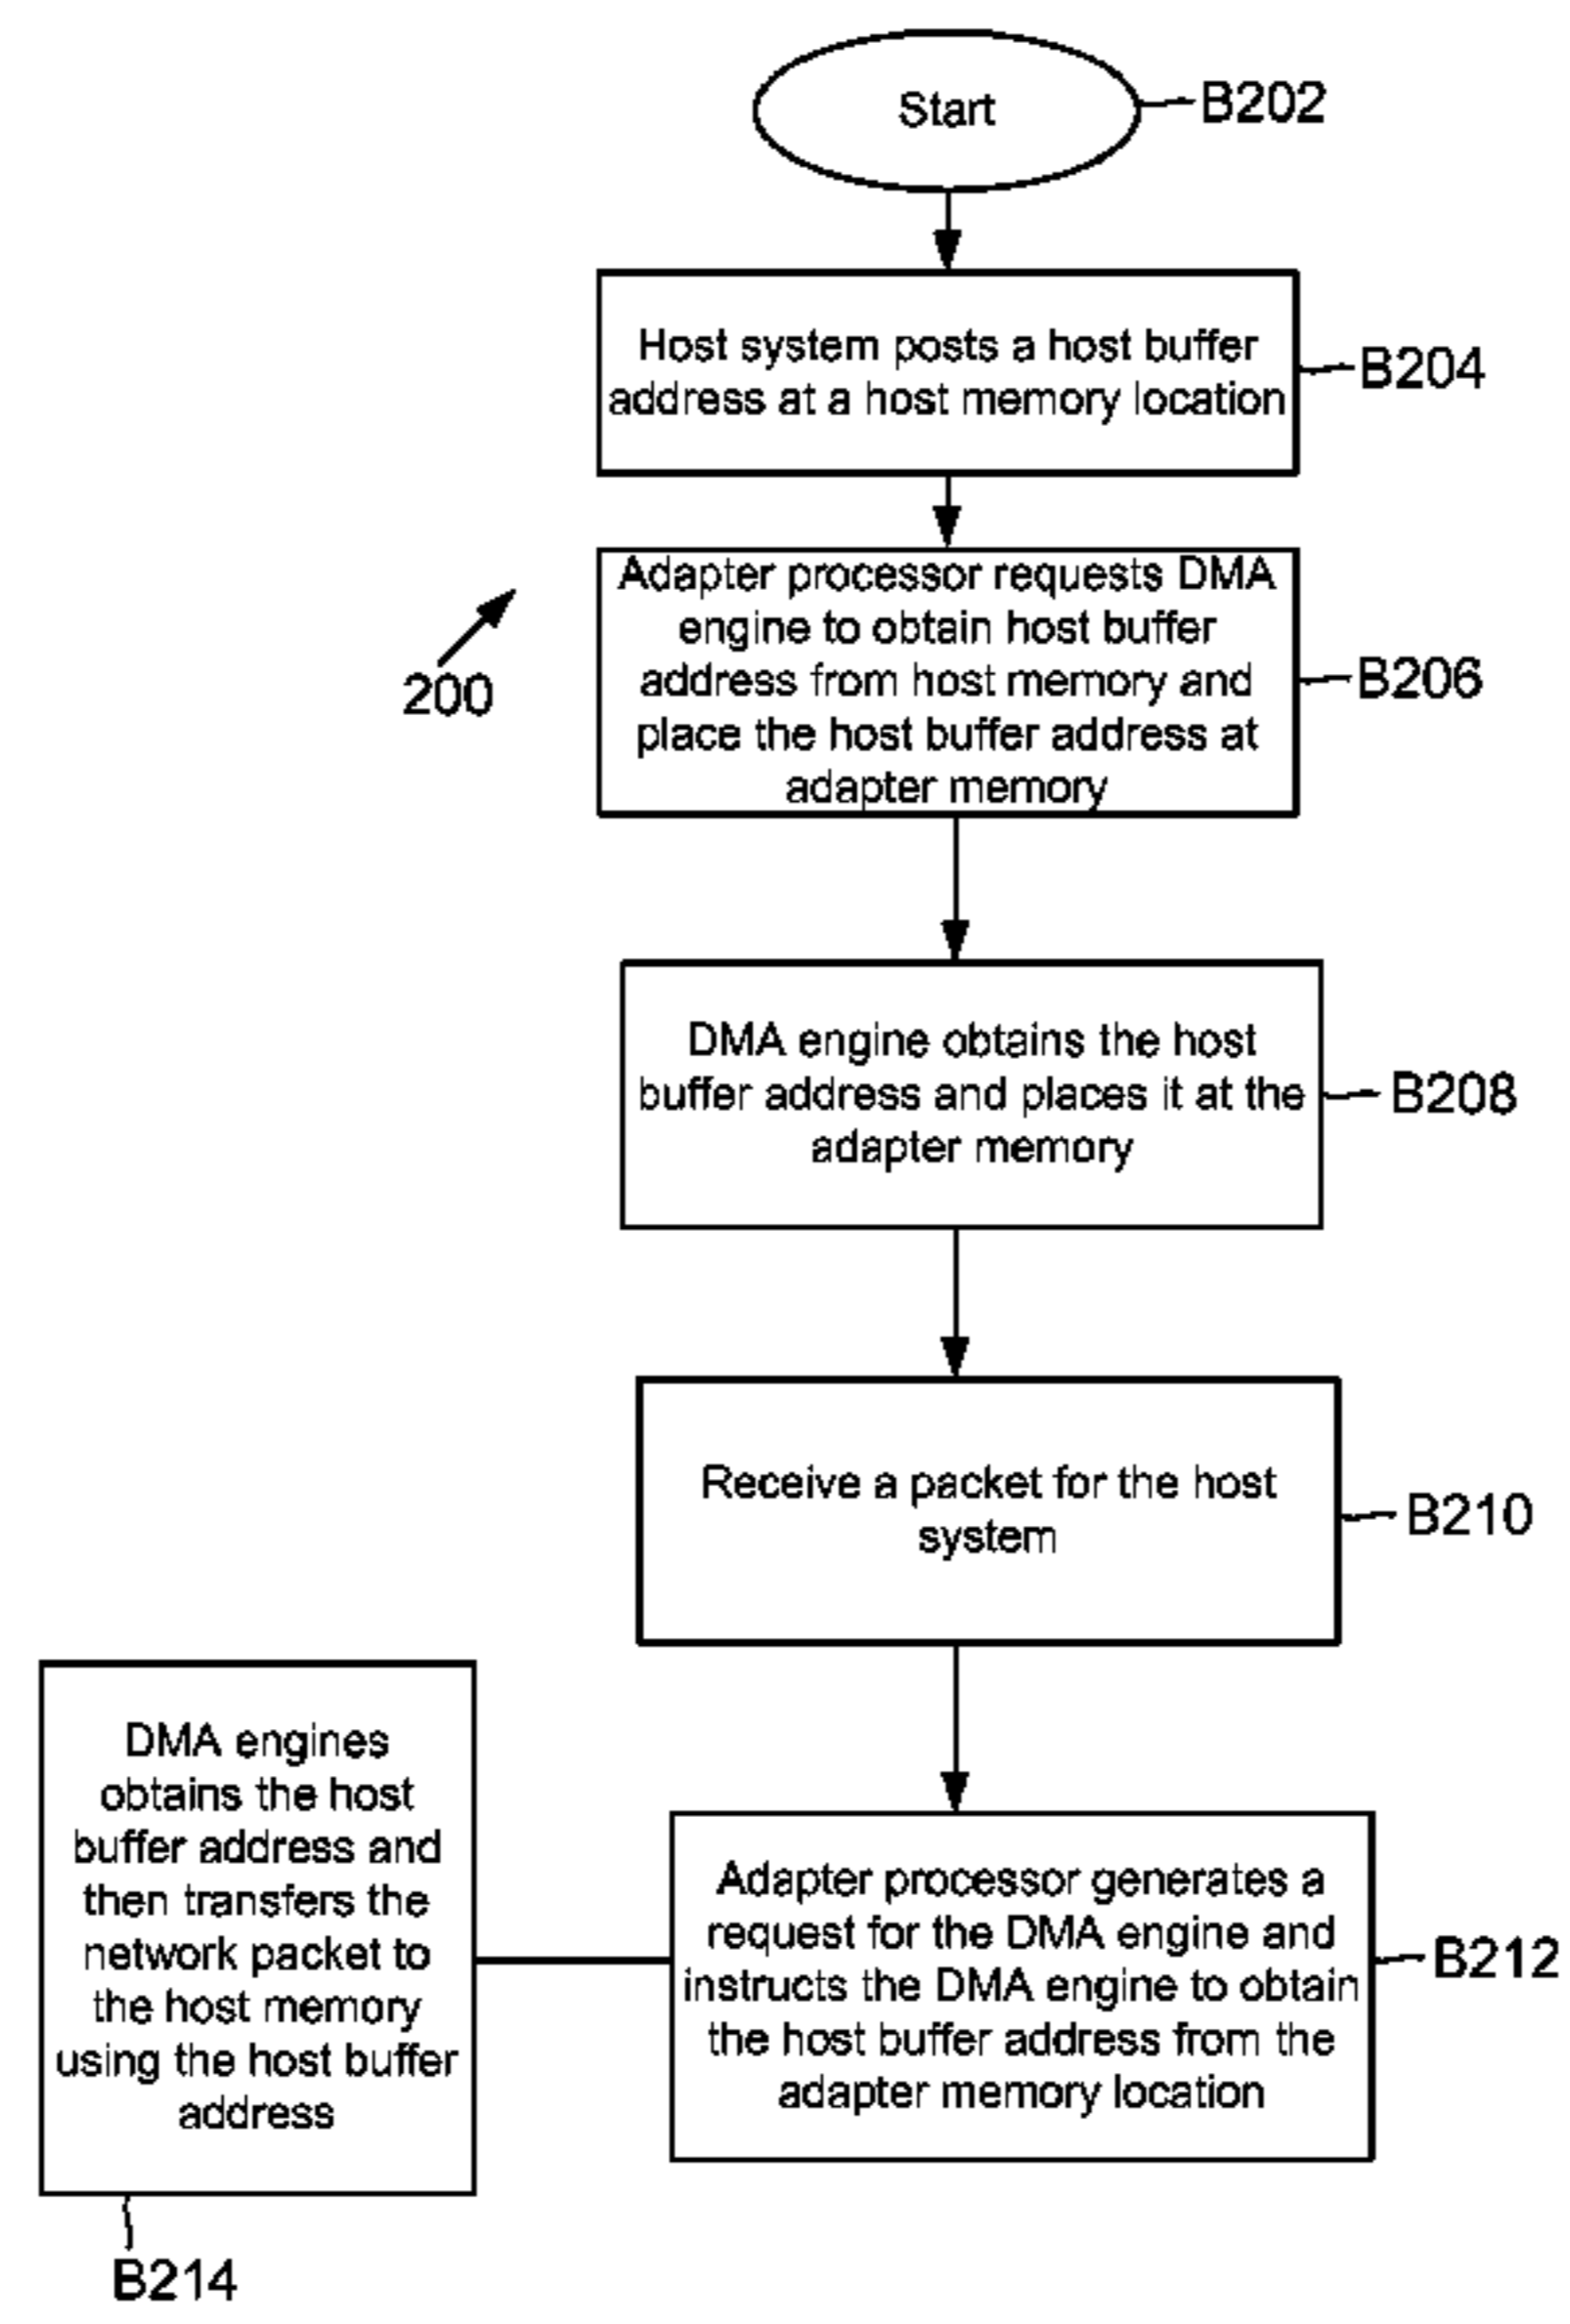 Start
B202
Host system posts a host buffer
address at a host memory location
B204
Adapter processor requests DMA
engine to obtain host buffer
address from host memory and
place the host buffer address at
adapter memory
B206
200
DMA engine obtains the host
buffer address and places it at the
adapter memory
B208
Receive a packet for the host
system
B210
Adapter processor generates a
request for the DMA engine and
instructs the DMA engine to obtain
the host buffer address from the
adapter memory location
B212
DMA engines
obtains the host
buffer address and
then transfers the
network packet to
the host memory
using the host buffer
address
B214